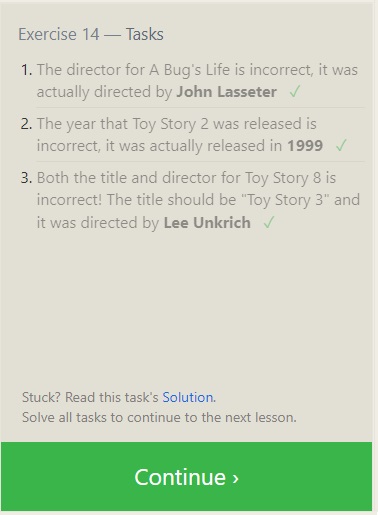 Exercise 14 — Tasks
1. The director for A Bug's Life is incorrect, it was
actually directed by John Lasseter ✓
2. The year that Toy Story 2 was released is
incorrect, it was actually released in 1999 ✓
3. Both the title and director for Toy Story 8 is
incorrect! The title should be "Toy Story 3" and
it was directed by Lee Unkrich ✓
Stuck? Read this task's Solution.
Solve all tasks to continue to the next lesson.
Continue ›